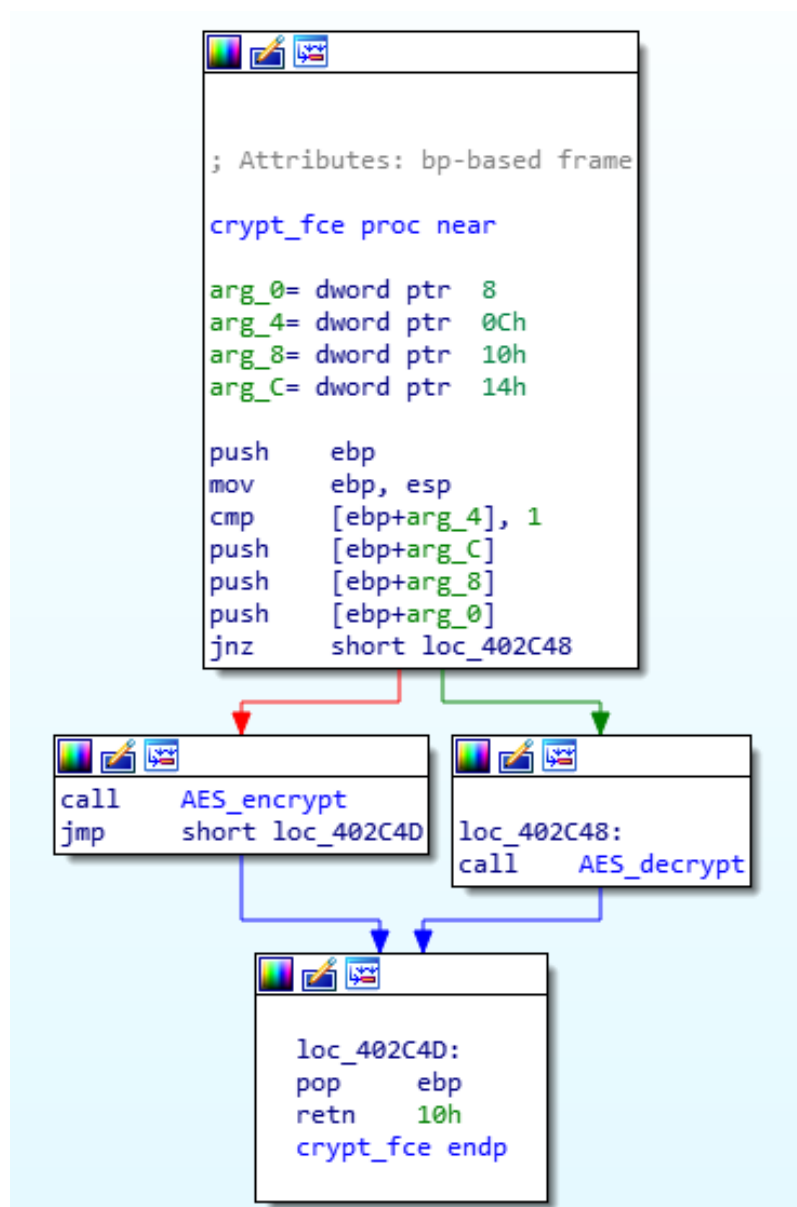 ; Attributes: bp-based frame
crypt_fce proc near
arg_0= dword ptr  8
arg_4= dword ptr  0Ch
arg_8= dword ptr  10h
arg_C= dword ptr  14h
push    ebp
mov     ebp, esp
cmp     [ebp+arg_4], 1
push    [ebp+arg_C]
push    [ebp+arg_8]
push    [ebp+arg_0]
jnz     short loc_402C48
call    AES_encrypt
jmp     short loc_402C4D
loc_402C48:
call    AES_decrypt
loc_402C4D:
pop     ebp
retn    10h
crypt_fce endp